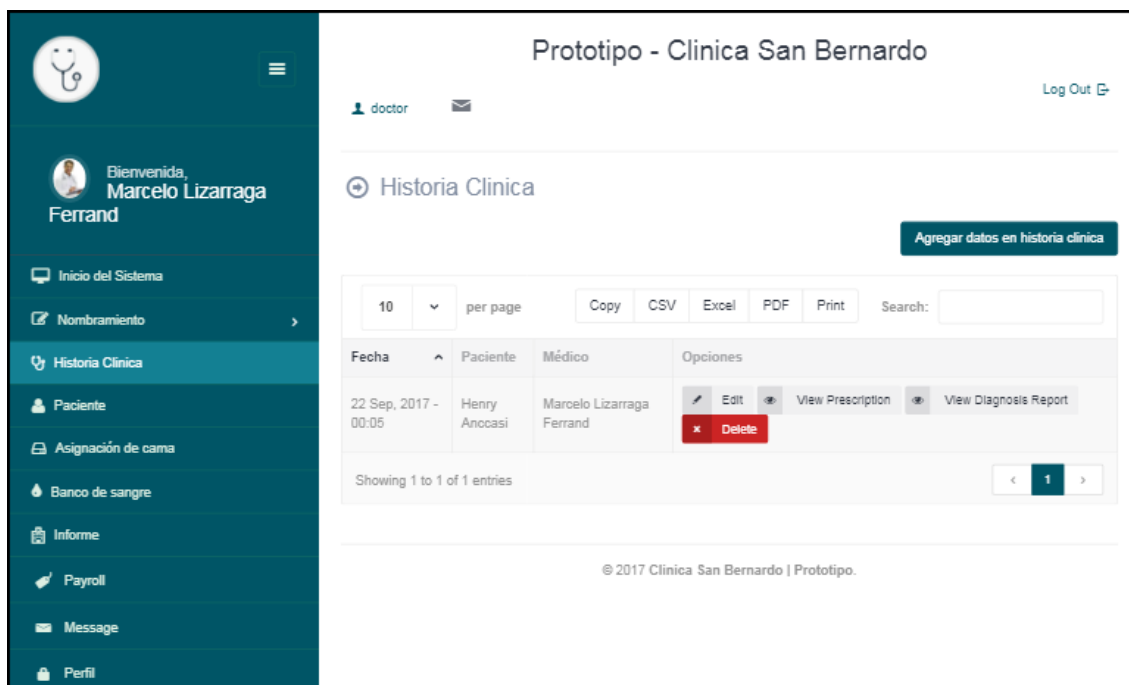 Prototipo - Clinica San Bernardo
Log Out
doctor
Bienvenida,
Marcelo Lizarraga
Ferrand
Inicio del Sistema
Nombramiento
Historia Clinica
Paciente
Asignación de cama
Banco de sangre
Informe
Payroll
Message
Perfil
Historia Clinica
Agregar datos en historia clinica
10 per page Copy CSV Excel PDF Print Search:
Fecha Paciente Médico Opciones
22 Sep, 2017 - Henry Marcelo Lizarraga Edit View Prescription View Diagnosis Report
00:05 Anccasi Ferrand Delete
Showing 1 to 1 of 1 entries
1
© 2017 Clinica San Bernardo | Prototipo.